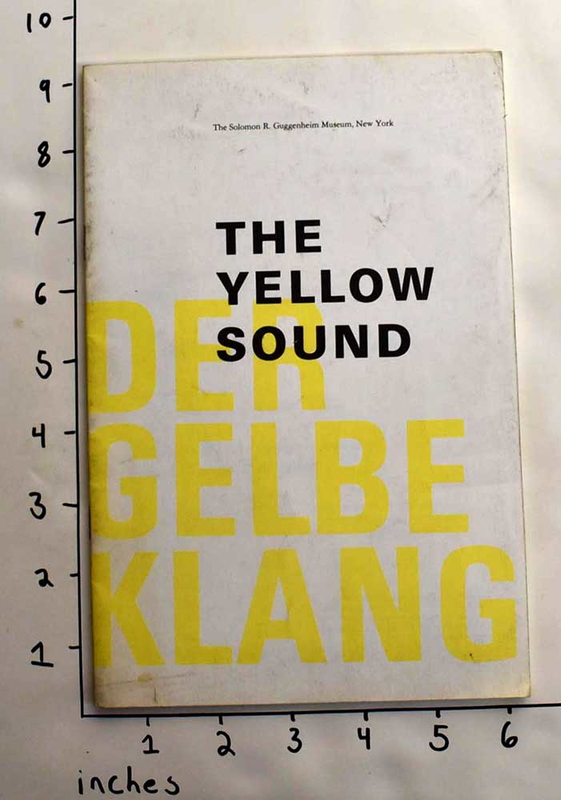 The Solomon R. Guggenheim Museum, New York
THE
YELLOW
SOUND
DER
GELBE
KLANG
10
9
8
7
6
5
4
3
2
1
1 2 3 4 5 6
inches